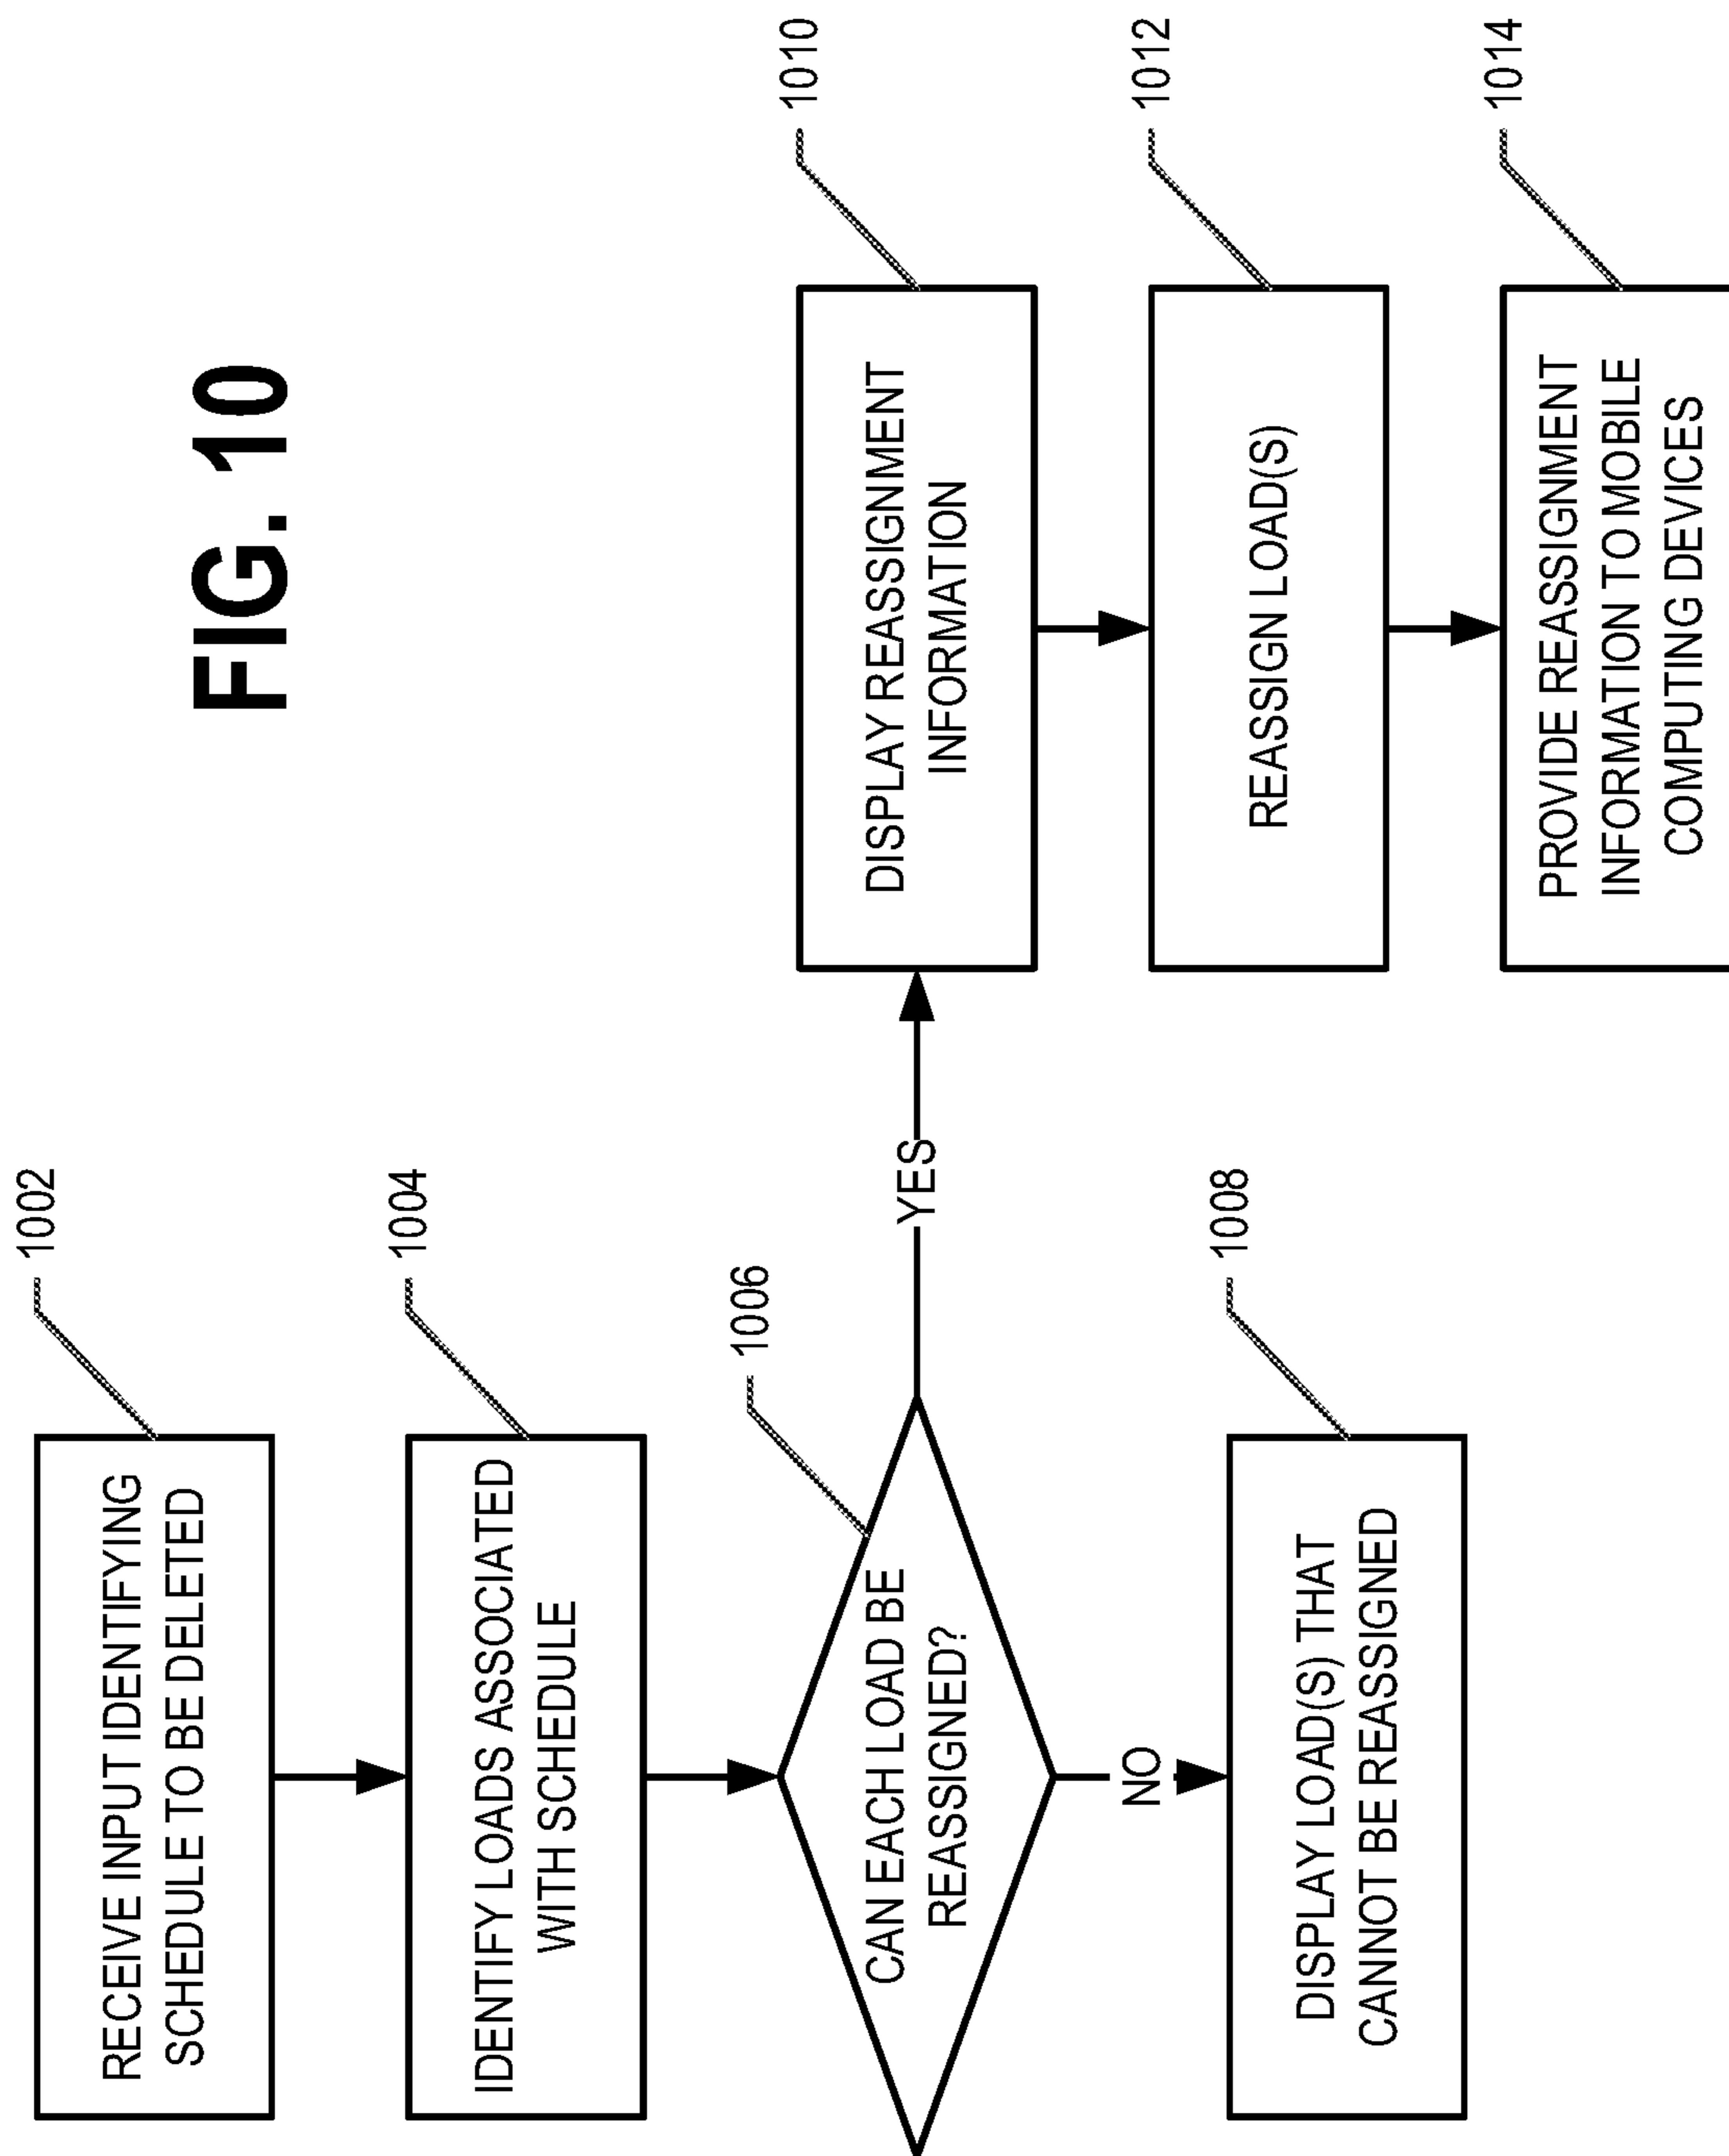 FIG. 10
1002
RECEIVE INPUT IDENTIFYING
SCHEDULE TO BE DELETED
1004
IDENTIFY LOADS ASSOCIATED
WITH SCHEDULE
1006
CAN EACH LOAD BE
REASSIGNED?
YES
NO
1008
DISPLAY LOAD(S) THAT
CANNOT BE REASSIGNED
1010
DISPLAY REASSIGNMENT
INFORMATION
1012
REASSIGN LOAD(S)
1014
PROVIDE REASSIGNMENT
INFORMATION TO MOBILE
COMPUTING DEVICES